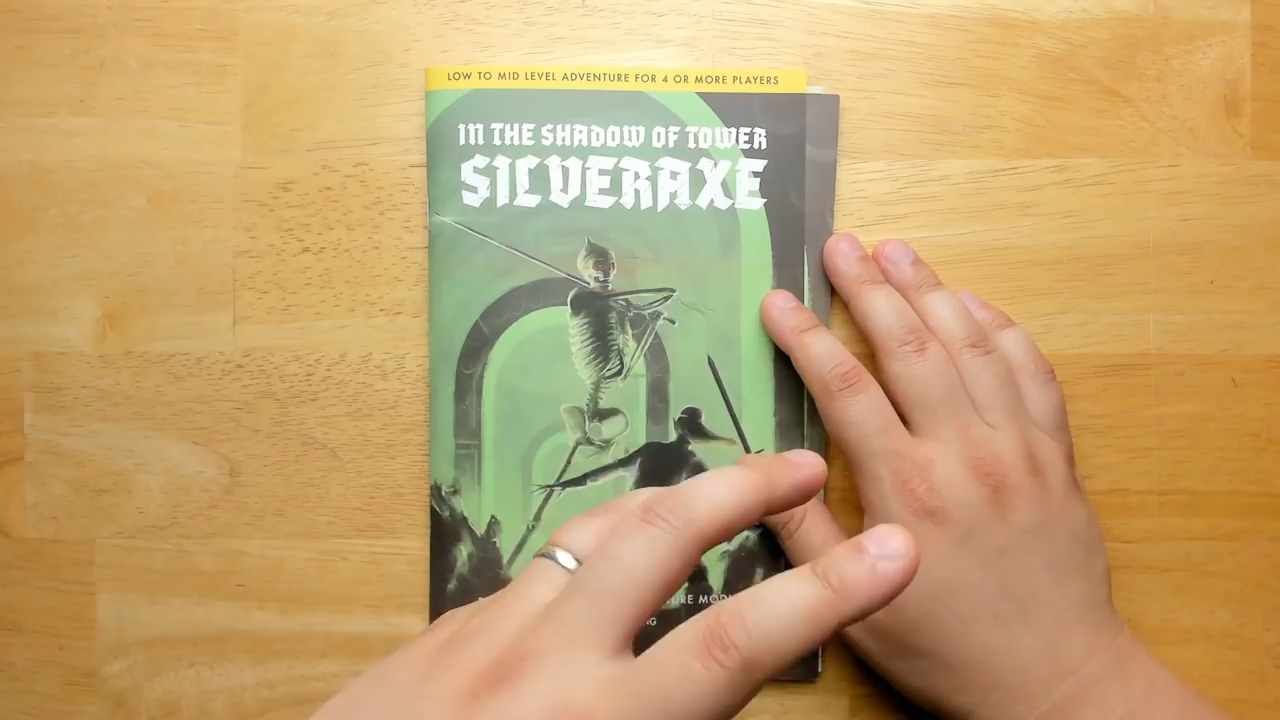 LOW TO MID LEVEL ADVENTURE FOR 4 OR MORE PLAYERS
IN THE SHADOW OF TOWER
SILVERAXE